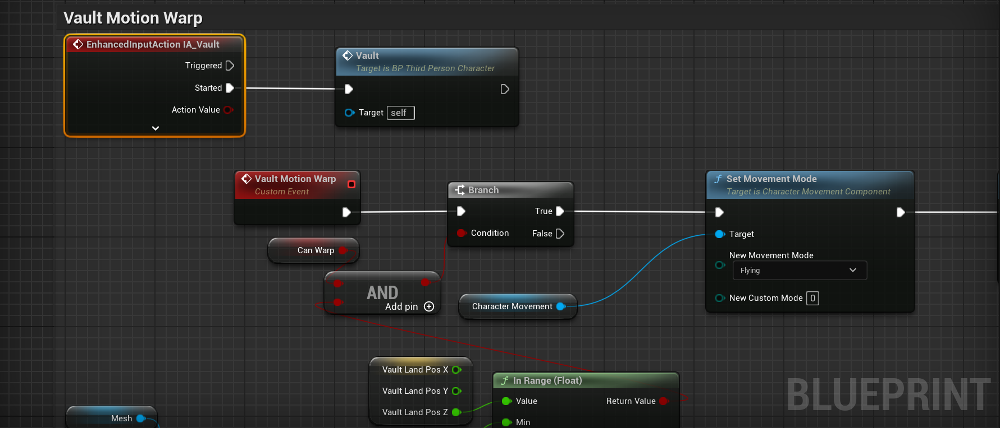 Vault Motion Warp
EnhancedInputAction IA_Vault
Triggered
Started
Action Value
Vault
Target is BP Third Person Character
Target self
Vault Motion Warp
Custom Event
Branch
True
Condition
False
Can Warp
AND
Add pin
Character Movement
Set Movement Mode
Target is Character Movement Component
Target
New Movement Mode
Flying
New Custom Mode 0
Vault Land Pos X
Vault Land Pos Y
Vault Land Pos Z
In Range (Float)
Value
Return Value
Min
Mesh
BLUEPRINT